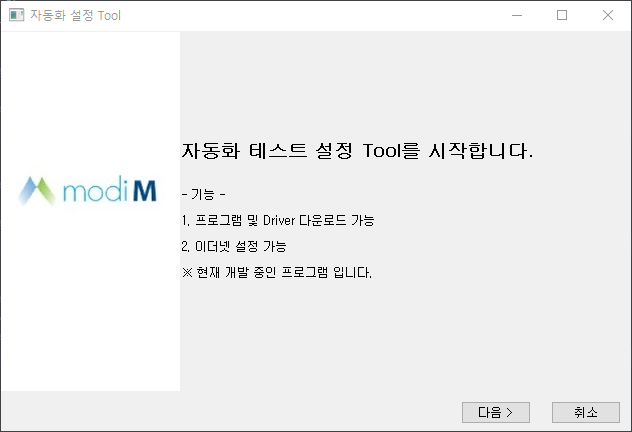 자동화 설정 Tool
modiM
자동화 테스트 설정 Tool를 시작합니다.
- 기능 -
1. 프로그램 및 Driver 다운로드 가능
2. 이더넷 설정 가능
※ 현재 개발 중인 프로그램 입니다.
다음 >
취소